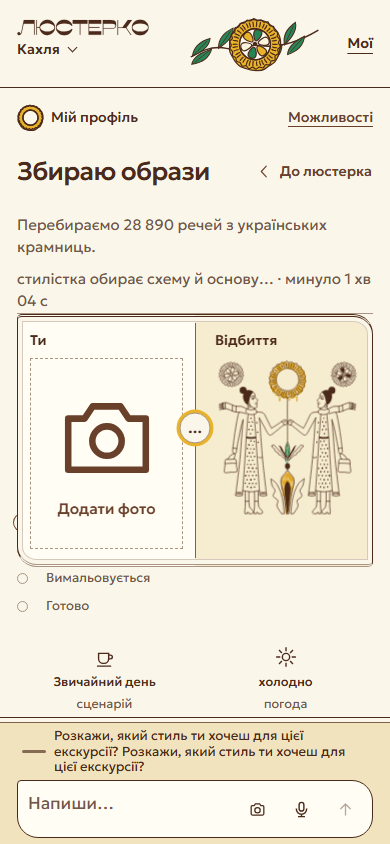 ЛЮСТЕРКО
Кахля
Мої
Мій профіль
Можливості
Збираю образи
До люстерка
Перебираємо 28 890 речей з українських
крамниць.
стилістка обирає схему й основу… · минуло 1 хв
04 с
Ти
Відбиття
...
Додати фото
Вимальовується
Готово
Звичайний день
холодно
сценарій
погода
Розкажи, який стиль ти хочеш для цієї
екскурсії? Розкажи, який стиль ти хочеш для
цієї екскурсії?
Напиши...